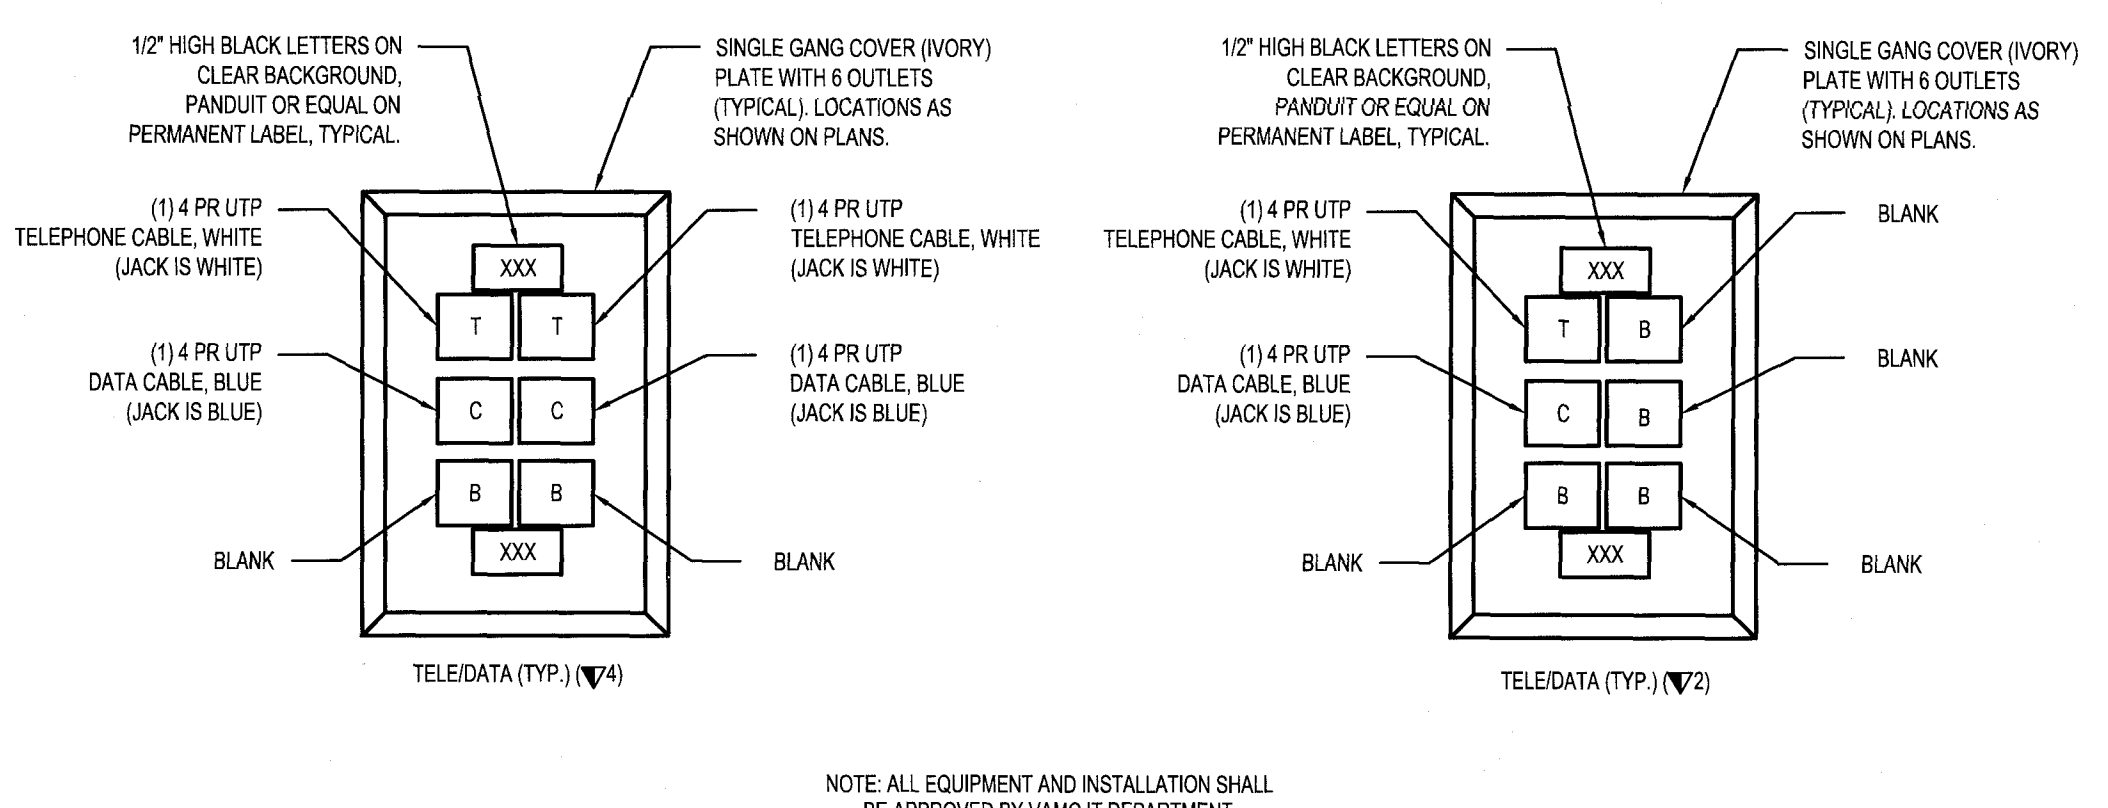 1/2" HIGH BLACK LETTERS ON
CLEAR BACKGROUND,
PANDUIT OR EQUAL ON
PERMANENT LABEL, TYPICAL.
SINGLE GANG COVER (IVORY)
PLATE WITH 6 OUTLETS
(TYPICAL). LOCATIONS AS
SHOWN ON PLANS.
(1) 4 PR UTP
TELEPHONE CABLE, WHITE
(JACK IS WHITE)
(1) 4 PR UTP
TELEPHONE CABLE, WHITE
(JACK IS WHITE)
XXX
T T
(1) 4 PR UTP
DATA CABLE, BLUE
(JACK IS BLUE)
(1) 4 PR UTP
DATA CABLE, BLUE
(JACK IS BLUE)
C C
B B
XXX
BLANK
BLANK
TELE/DATA (TYP.) (4)
1/2" HIGH BLACK LETTERS ON
CLEAR BACKGROUND,
PANDUIT OR EQUAL ON
PERMANENT LABEL, TYPICAL.
SINGLE GANG COVER (IVORY)
PLATE WITH 6 OUTLETS
(TYPICAL). LOCATIONS AS
SHOWN ON PLANS.
(1) 4 PR UTP
TELEPHONE CABLE, WHITE
(JACK IS WHITE)
BLANK
XXX
T B
(1) 4 PR UTP
DATA CABLE, BLUE
(JACK IS BLUE)
BLANK
C B
B B
XXX
BLANK
BLANK
TELE/DATA (TYP.) (2)
NOTE: ALL EQUIPMENT AND INSTALLATION SHALL
BE APPROVED BY VAMC IT DEPARTMENT